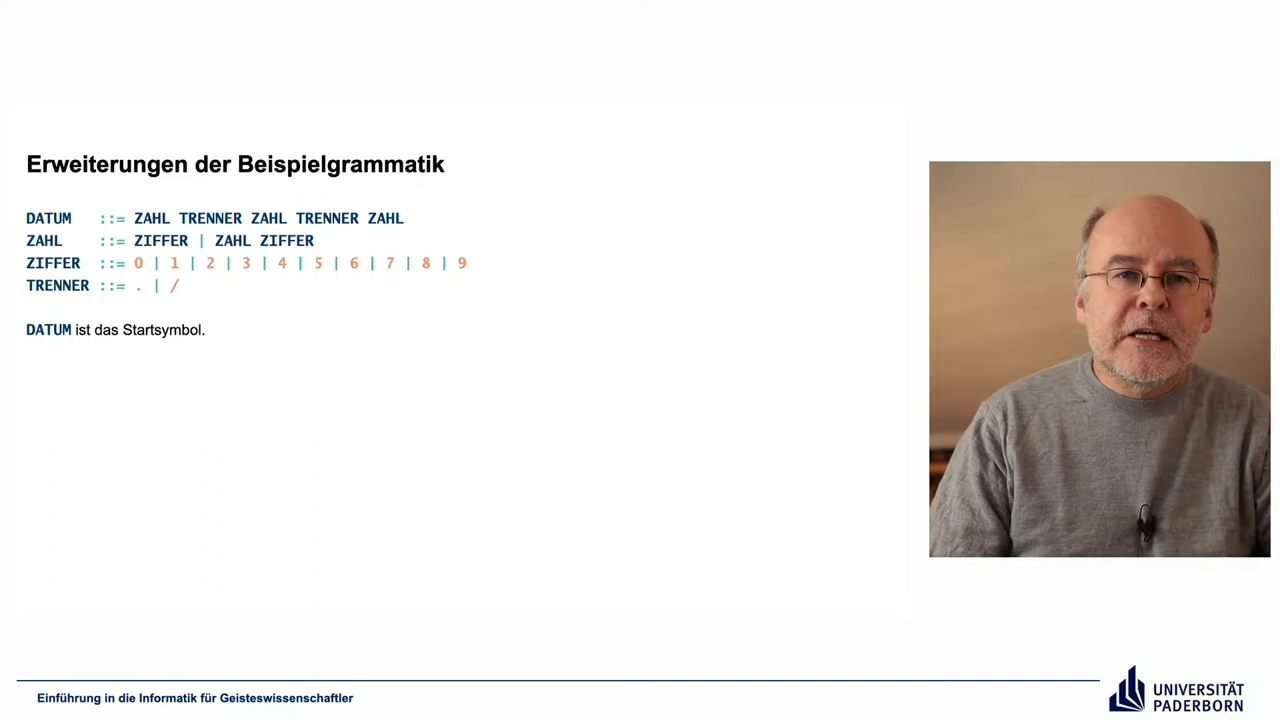 Erweiterungen der Beispielgrammatik
DATUM ::= ZAHL TRENNER ZAHL TRENNER ZAHL
ZAHL ::= ZIFFER | ZAHL ZIFFER
ZIFFER ::= 0 | 1 | 2 | 3 | 4 | 5 | 6 | 7 | 8 | 9
TRENNER ::= . | /
DATUM ist das Startsymbol.
Einführung in die Informatik für Geisteswissenschaftler
UNIVERSITÄT
PADERBORN